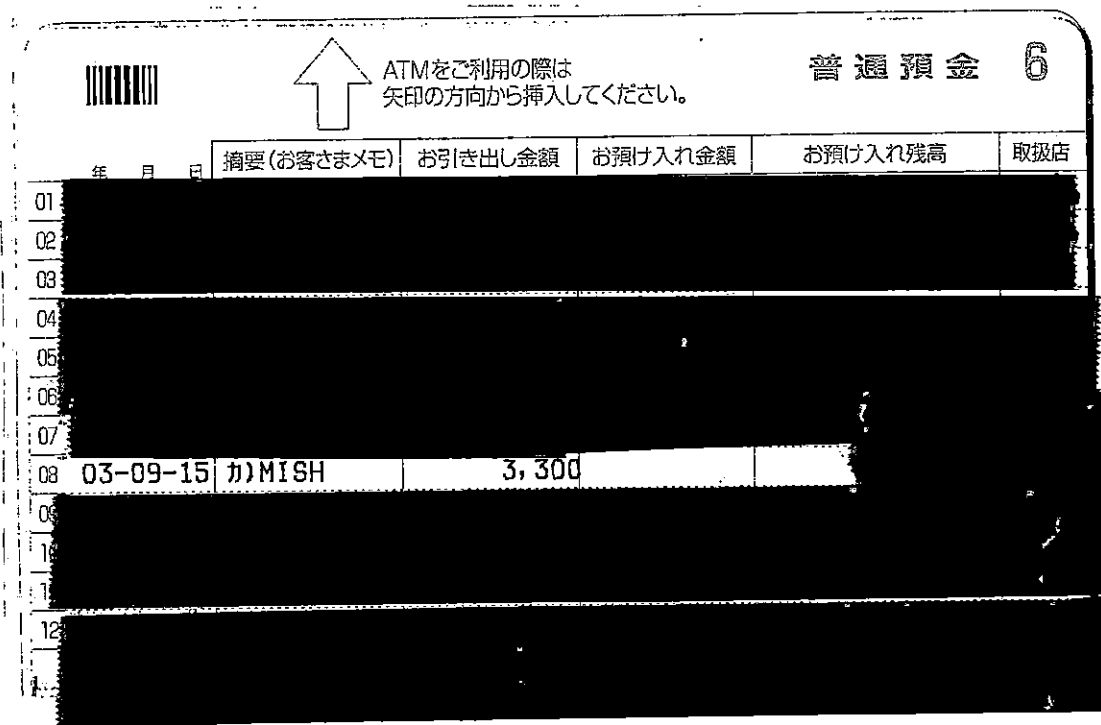 ATMをご利用の際は
矢印の方向から挿入してください。
普通預金 6
年 月 日 摘要(お客さまメモ) お引き出し金額 お預け入れ金額 お預け入れ残高 取扱店
01
02
03
04
05
06
07
08 03-09-15 カ)MISH 3,300
09
12